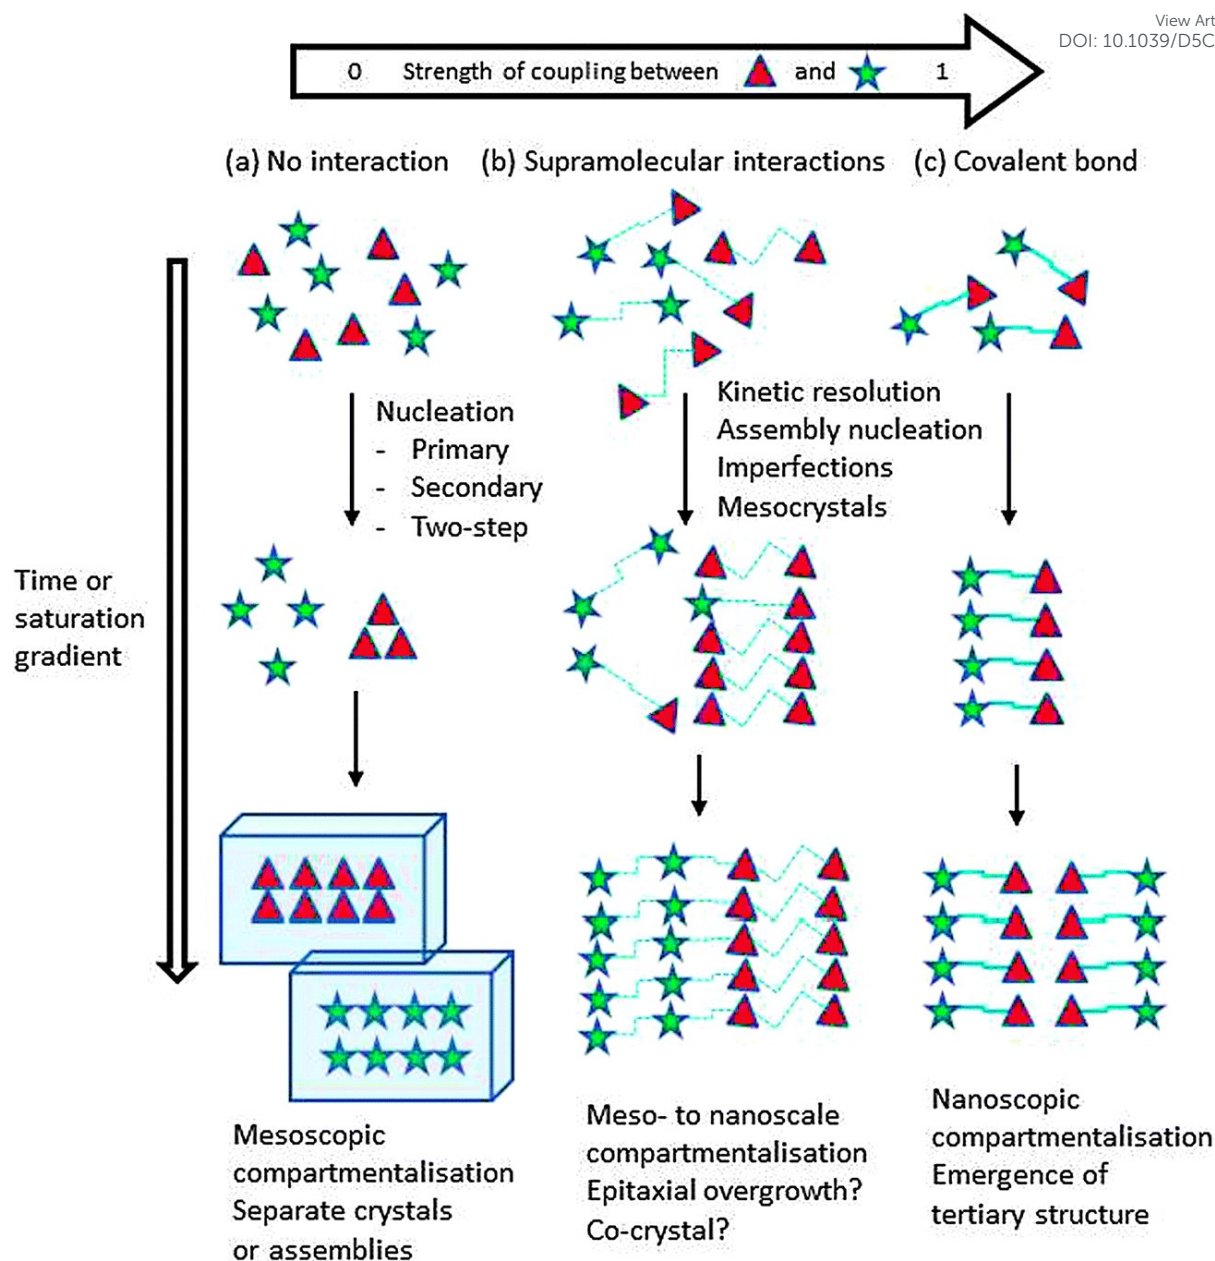 View Art
DOI: 10.1039/D5C
0 Strength of coupling between and 1
(a) No interaction
(b) Supramolecular interactions
(c) Covalent bond
Nucleation
- Primary
- Secondary
- Two-step
Kinetic resolution
Assembly nucleation
Imperfections
Mesocrystals
Time or
saturation
gradient
Mesoscopic
compartmentalisation
Separate crystals
or assemblies
Meso- to nanoscale
compartmentalisation
Epitaxial overgrowth?
Co-crystal?
Nanoscopic
compartmentalisation
Emergence of
tertiary structure